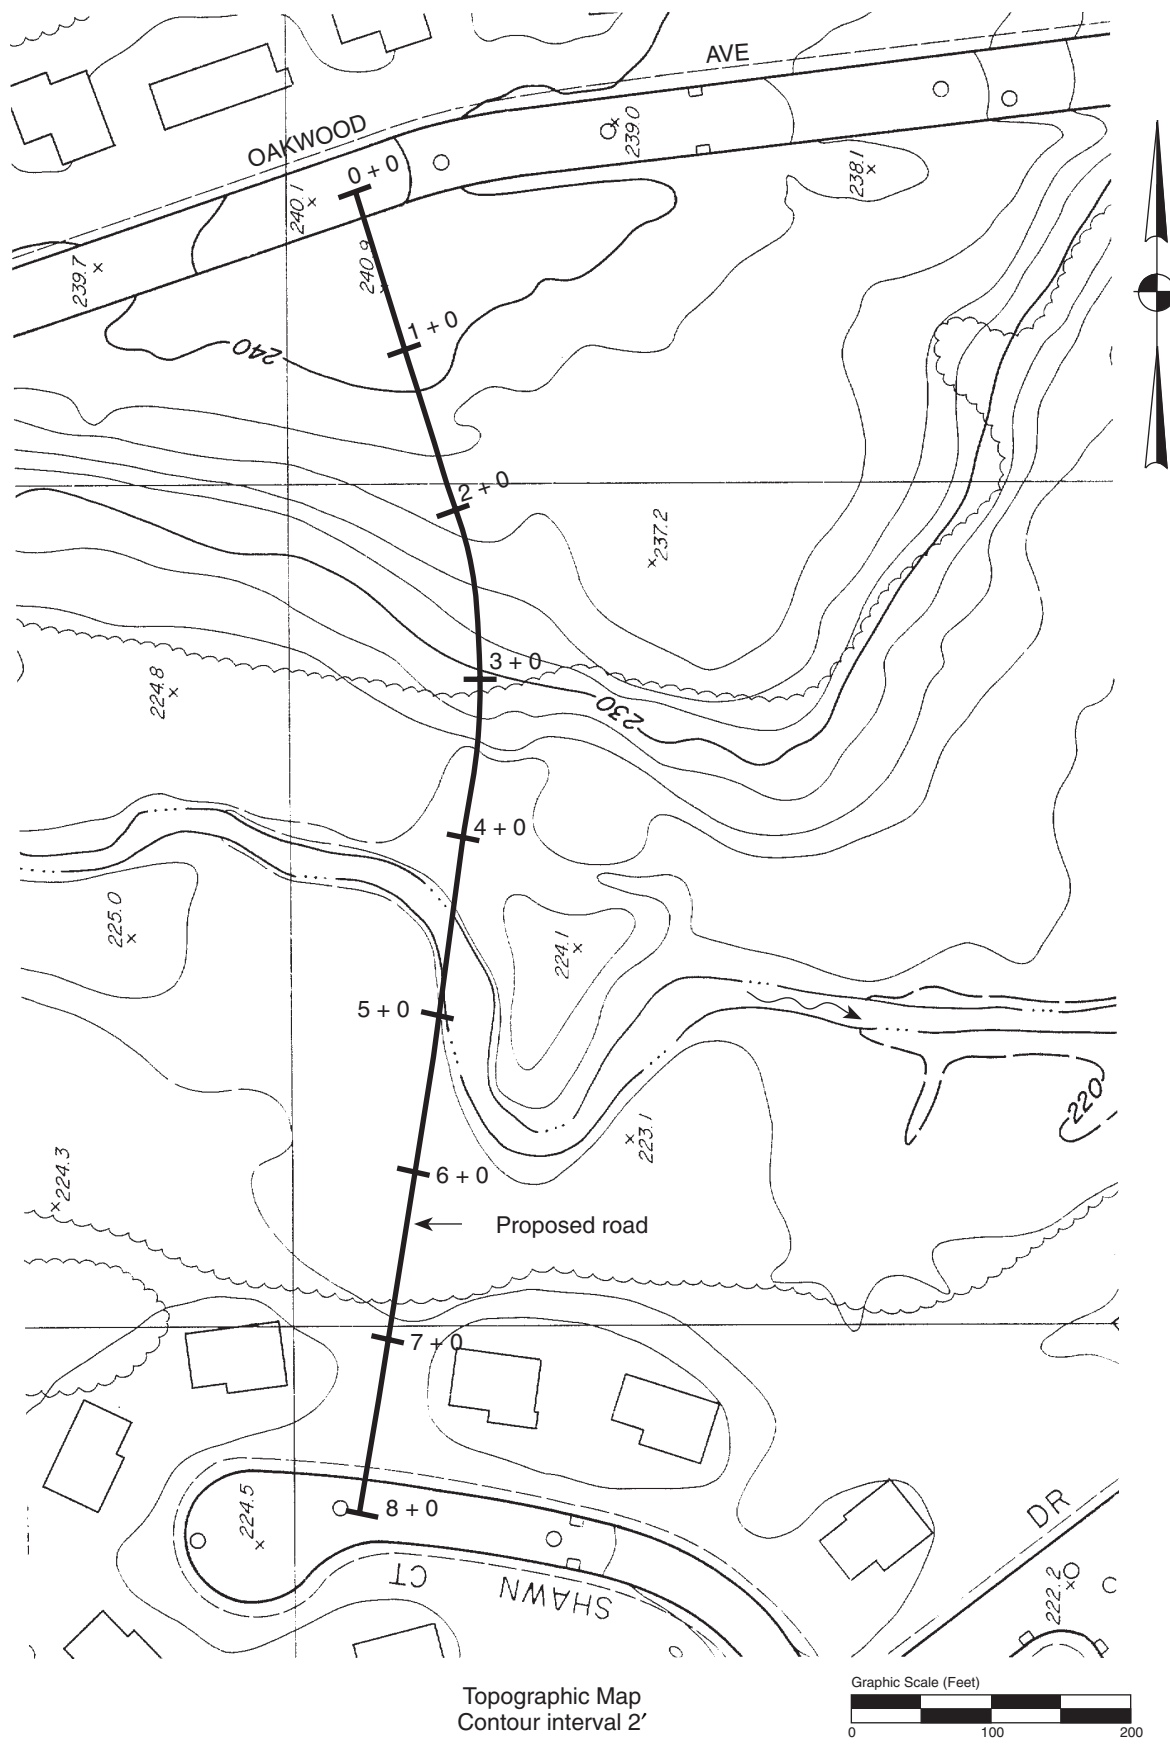 AVE
OAKWOOD
239.0
0 + 0
238.1
240.1
240.9
239.7
1 + 0
240
2 + 0
237.2
3 + 0
230
224.8
4 + 0
225.0
224.1
5 + 0
220
223.1
224.3
6 + 0
Proposed road
7 + 0
8 + 0
224.5
DR
CT
SHAWN
222.2
Topographic Map
Contour interval 2′
Graphic Scale (Feet)
0 100 200